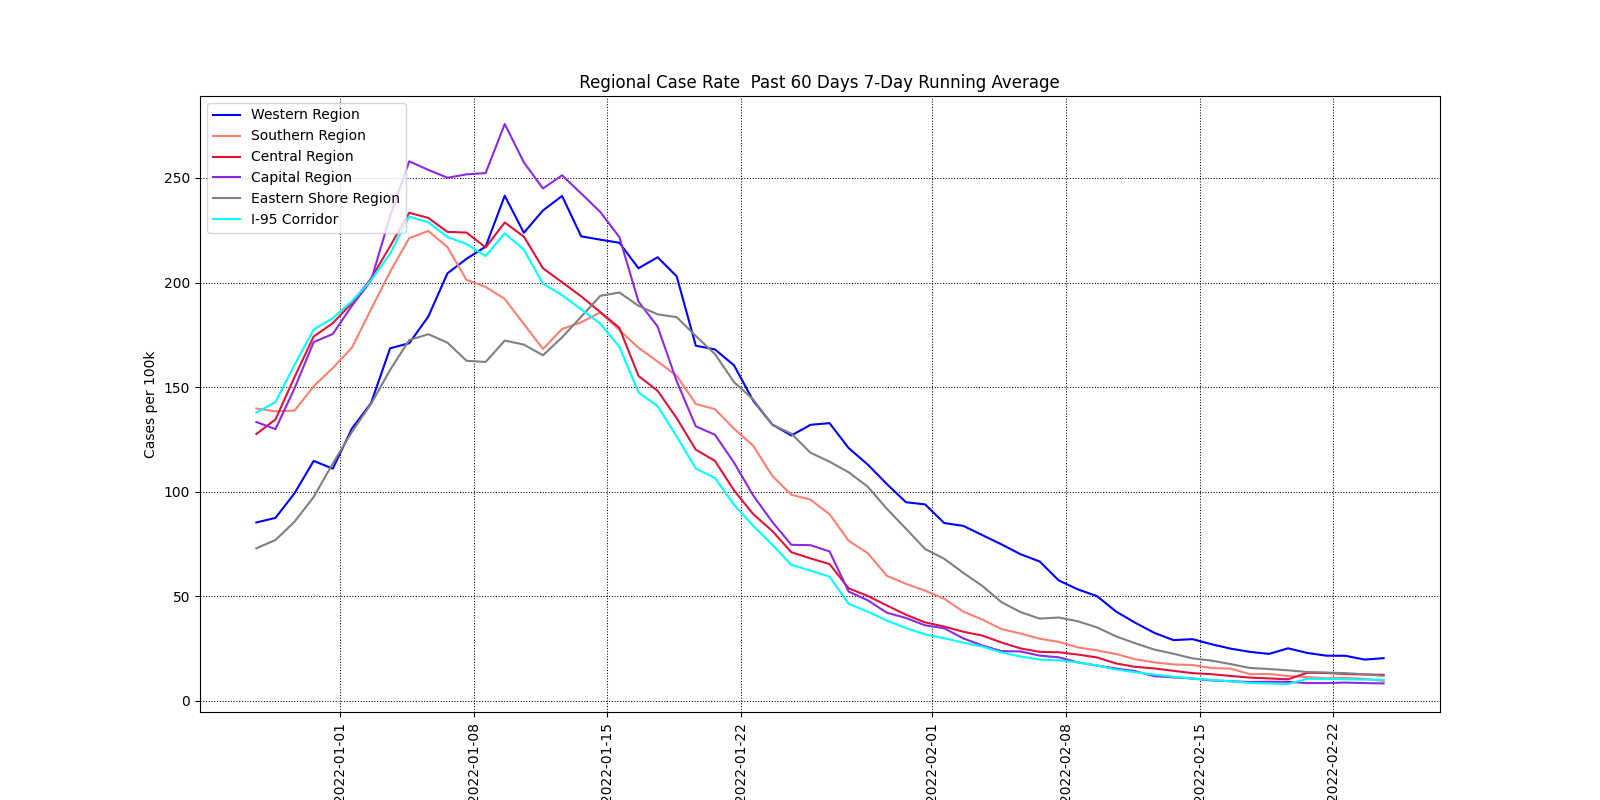 Regional Case Rate  Past 60 Days 7-Day Running Average
Western Region
Southern Region
Central Region
Capital Region
Eastern Shore Region
I-95 Corridor
Cases per 100k
250
200
150
100
50
0
2022-01-01
2022-01-08
2022-01-15
2022-01-22
2022-02-01
2022-02-08
2022-02-15
2022-02-22